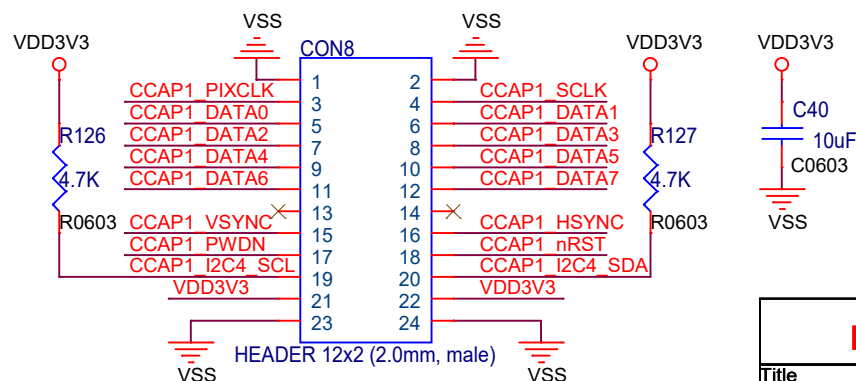 VSS VSS
VDD3V3 CON8 VDD3V3 VDD3V3
1 2
CCAP1_PIXCLK 3 4 CCAP1_SCLK
CCAP1_DATA0 5 6 CCAP1_DATA1
CCAP1_DATA2 7 8 CCAP1_DATA3
CCAP1_DATA4 9 10 CCAP1_DATA5
CCAP1_DATA6 11 12 CCAP1_DATA7
13 14
CCAP1_VSYNC 15 16 CCAP1_HSYNC
CCAP1_PWDN 17 18 CCAP1_nRST
CCAP1_I2C4_SCL 19 20 CCAP1_I2C4_SDA
VDD3V3 21 22 VDD3V3
23 24
HEADER 12x2 (2.0mm, male)
VSS VSS
R126
4.7K
R0603
R127
4.7K
R0603
C40
10uF
C0603
VSS
Title